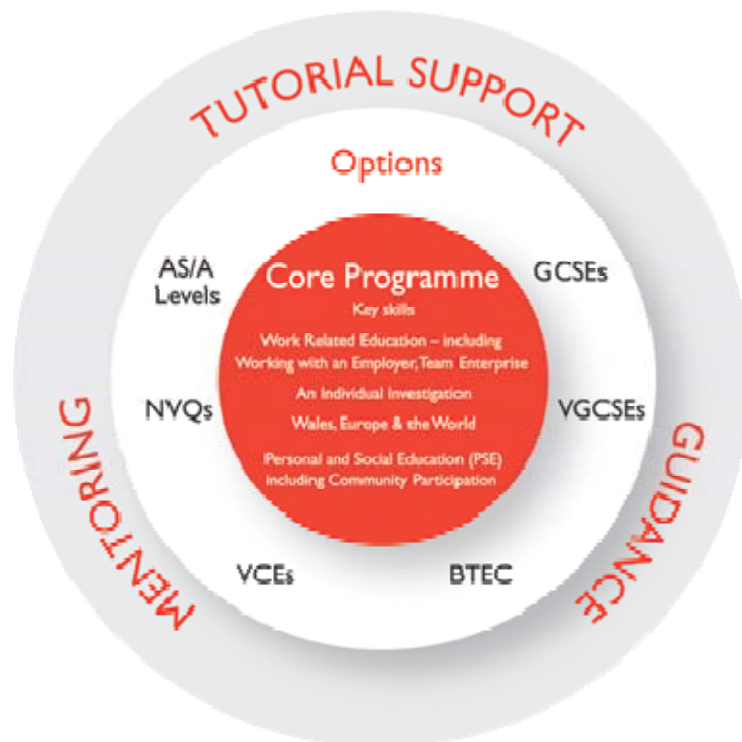 TUTORIAL SUPPORT
Options
AS/A
Levels
GCSEs
Core Programme
Key skills
Work Related Education – including
Working with an Employer, Team Enterprise
An Individual Investigation
Wales, Europe & the World
Personal and Social Education (PSE)
including Community Participation
NVQs
VGCSEs
VCEs
BTEC
MENTORING
GUIDANCE